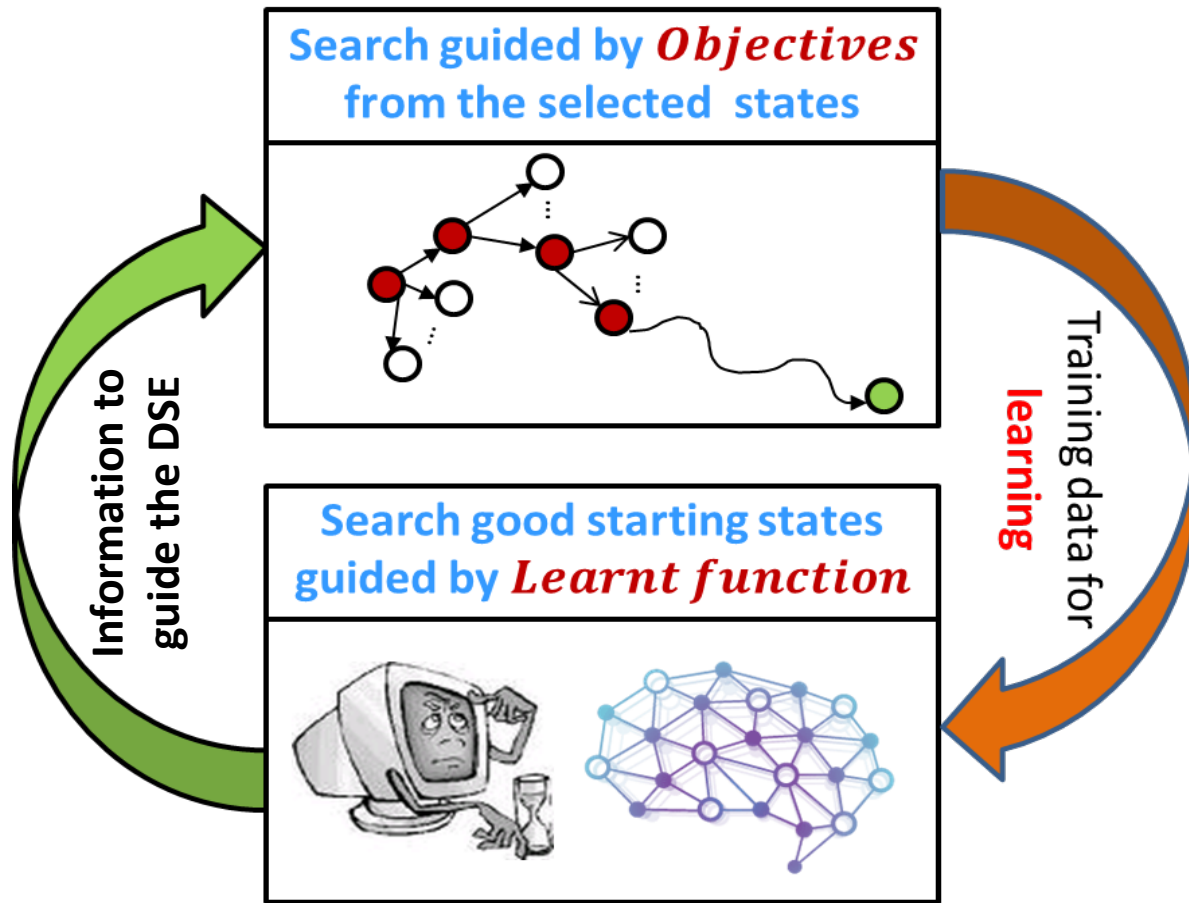 Search guided by Objectives
from the selected states
Information to
guide the DSE
Training data for
learning
Search good starting states
guided by Learnt function